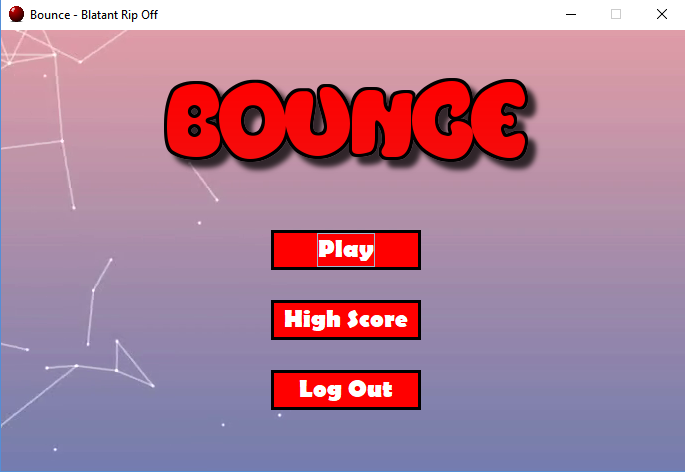 Bounce - Blatant Rip Off
BOUNCE
Play
High Score
Log Out